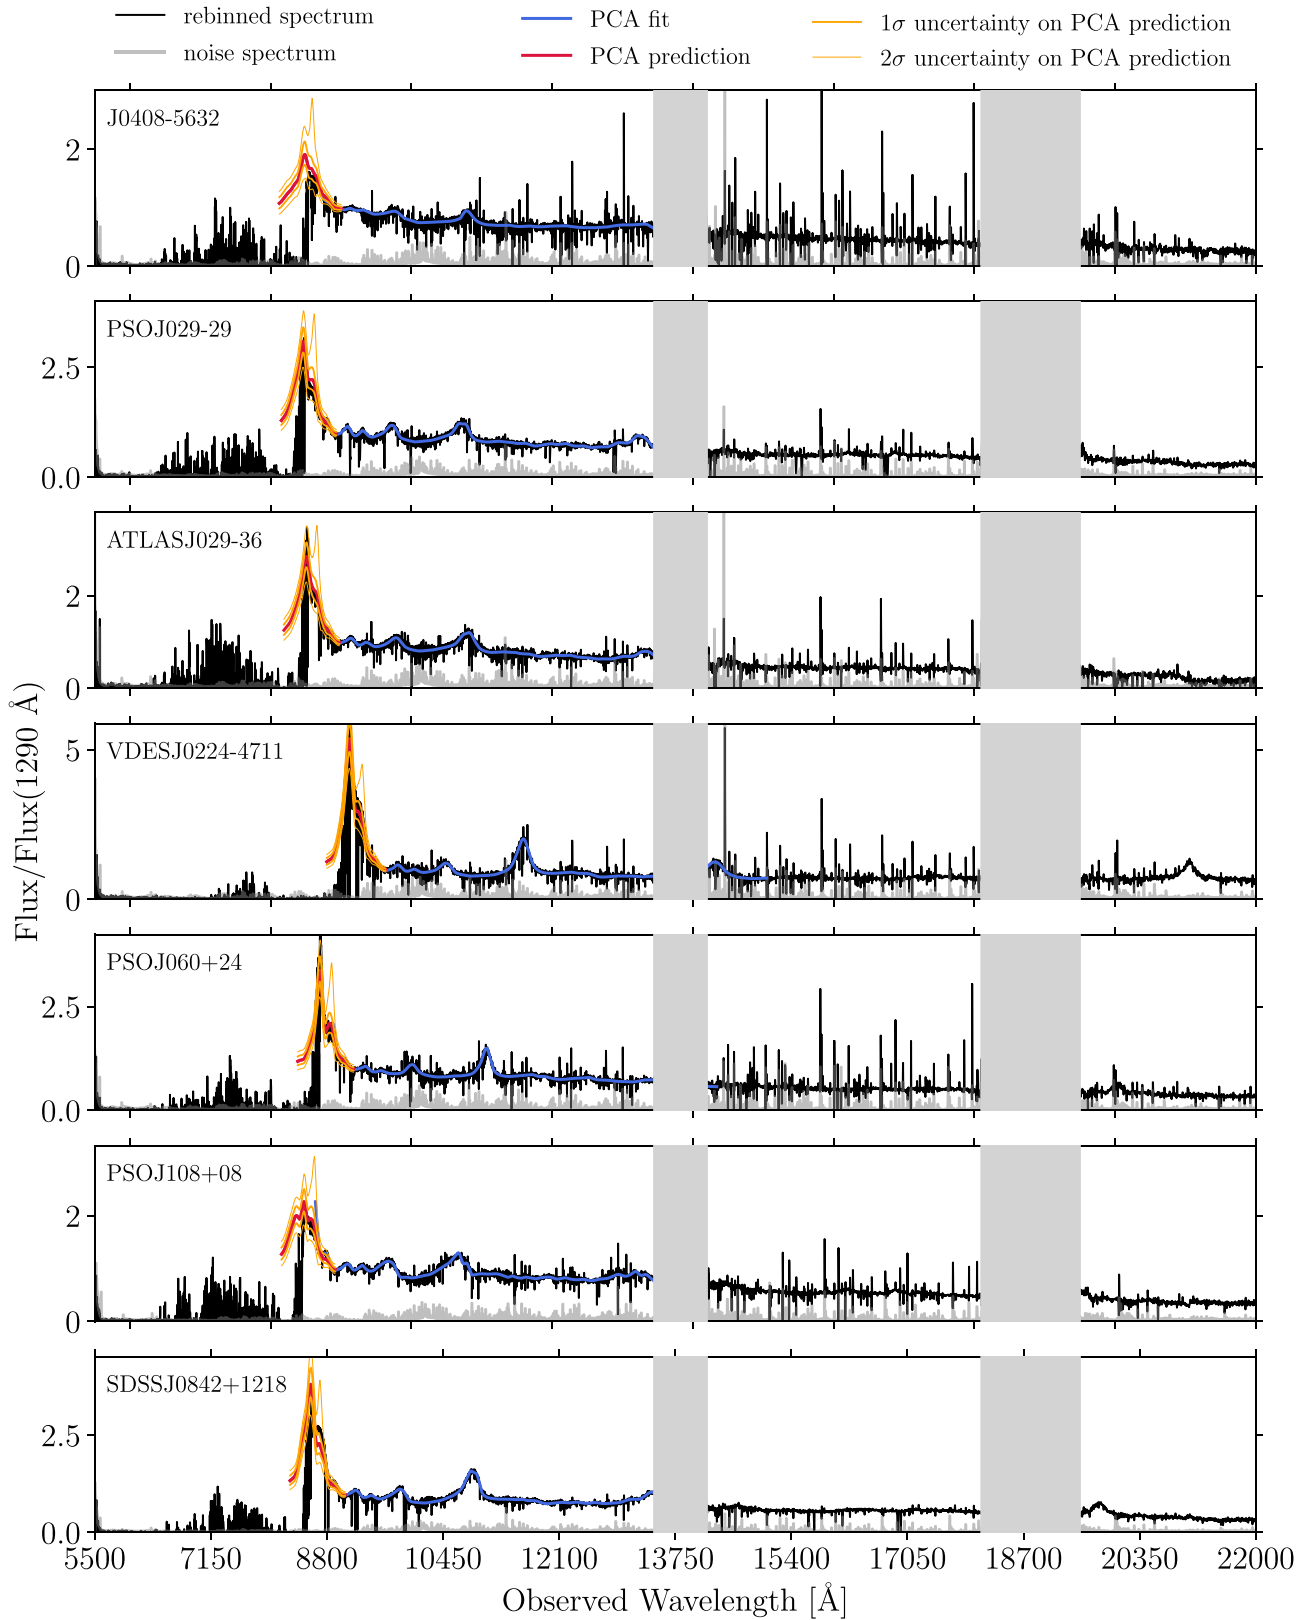 rebinned spectrum
noise spectrum
PCA fit
PCA prediction
1σ uncertainty on PCA prediction
2σ uncertainty on PCA prediction
J0408-5632
2
0
PSOJ029-29
2.5
0.0
ATLASJ029-36
2
0
VDESJ0224-4711
5
0
PSOJ060+24
2.5
0.0
PSOJ108+08
2
0
SDSSJ0842+1218
2.5
0.0
5500 7150 8800 10450 12100 13750 15400 17050 18700 20350 22000
Observed Wavelength [Å]
Flux/Flux(1290 Å)